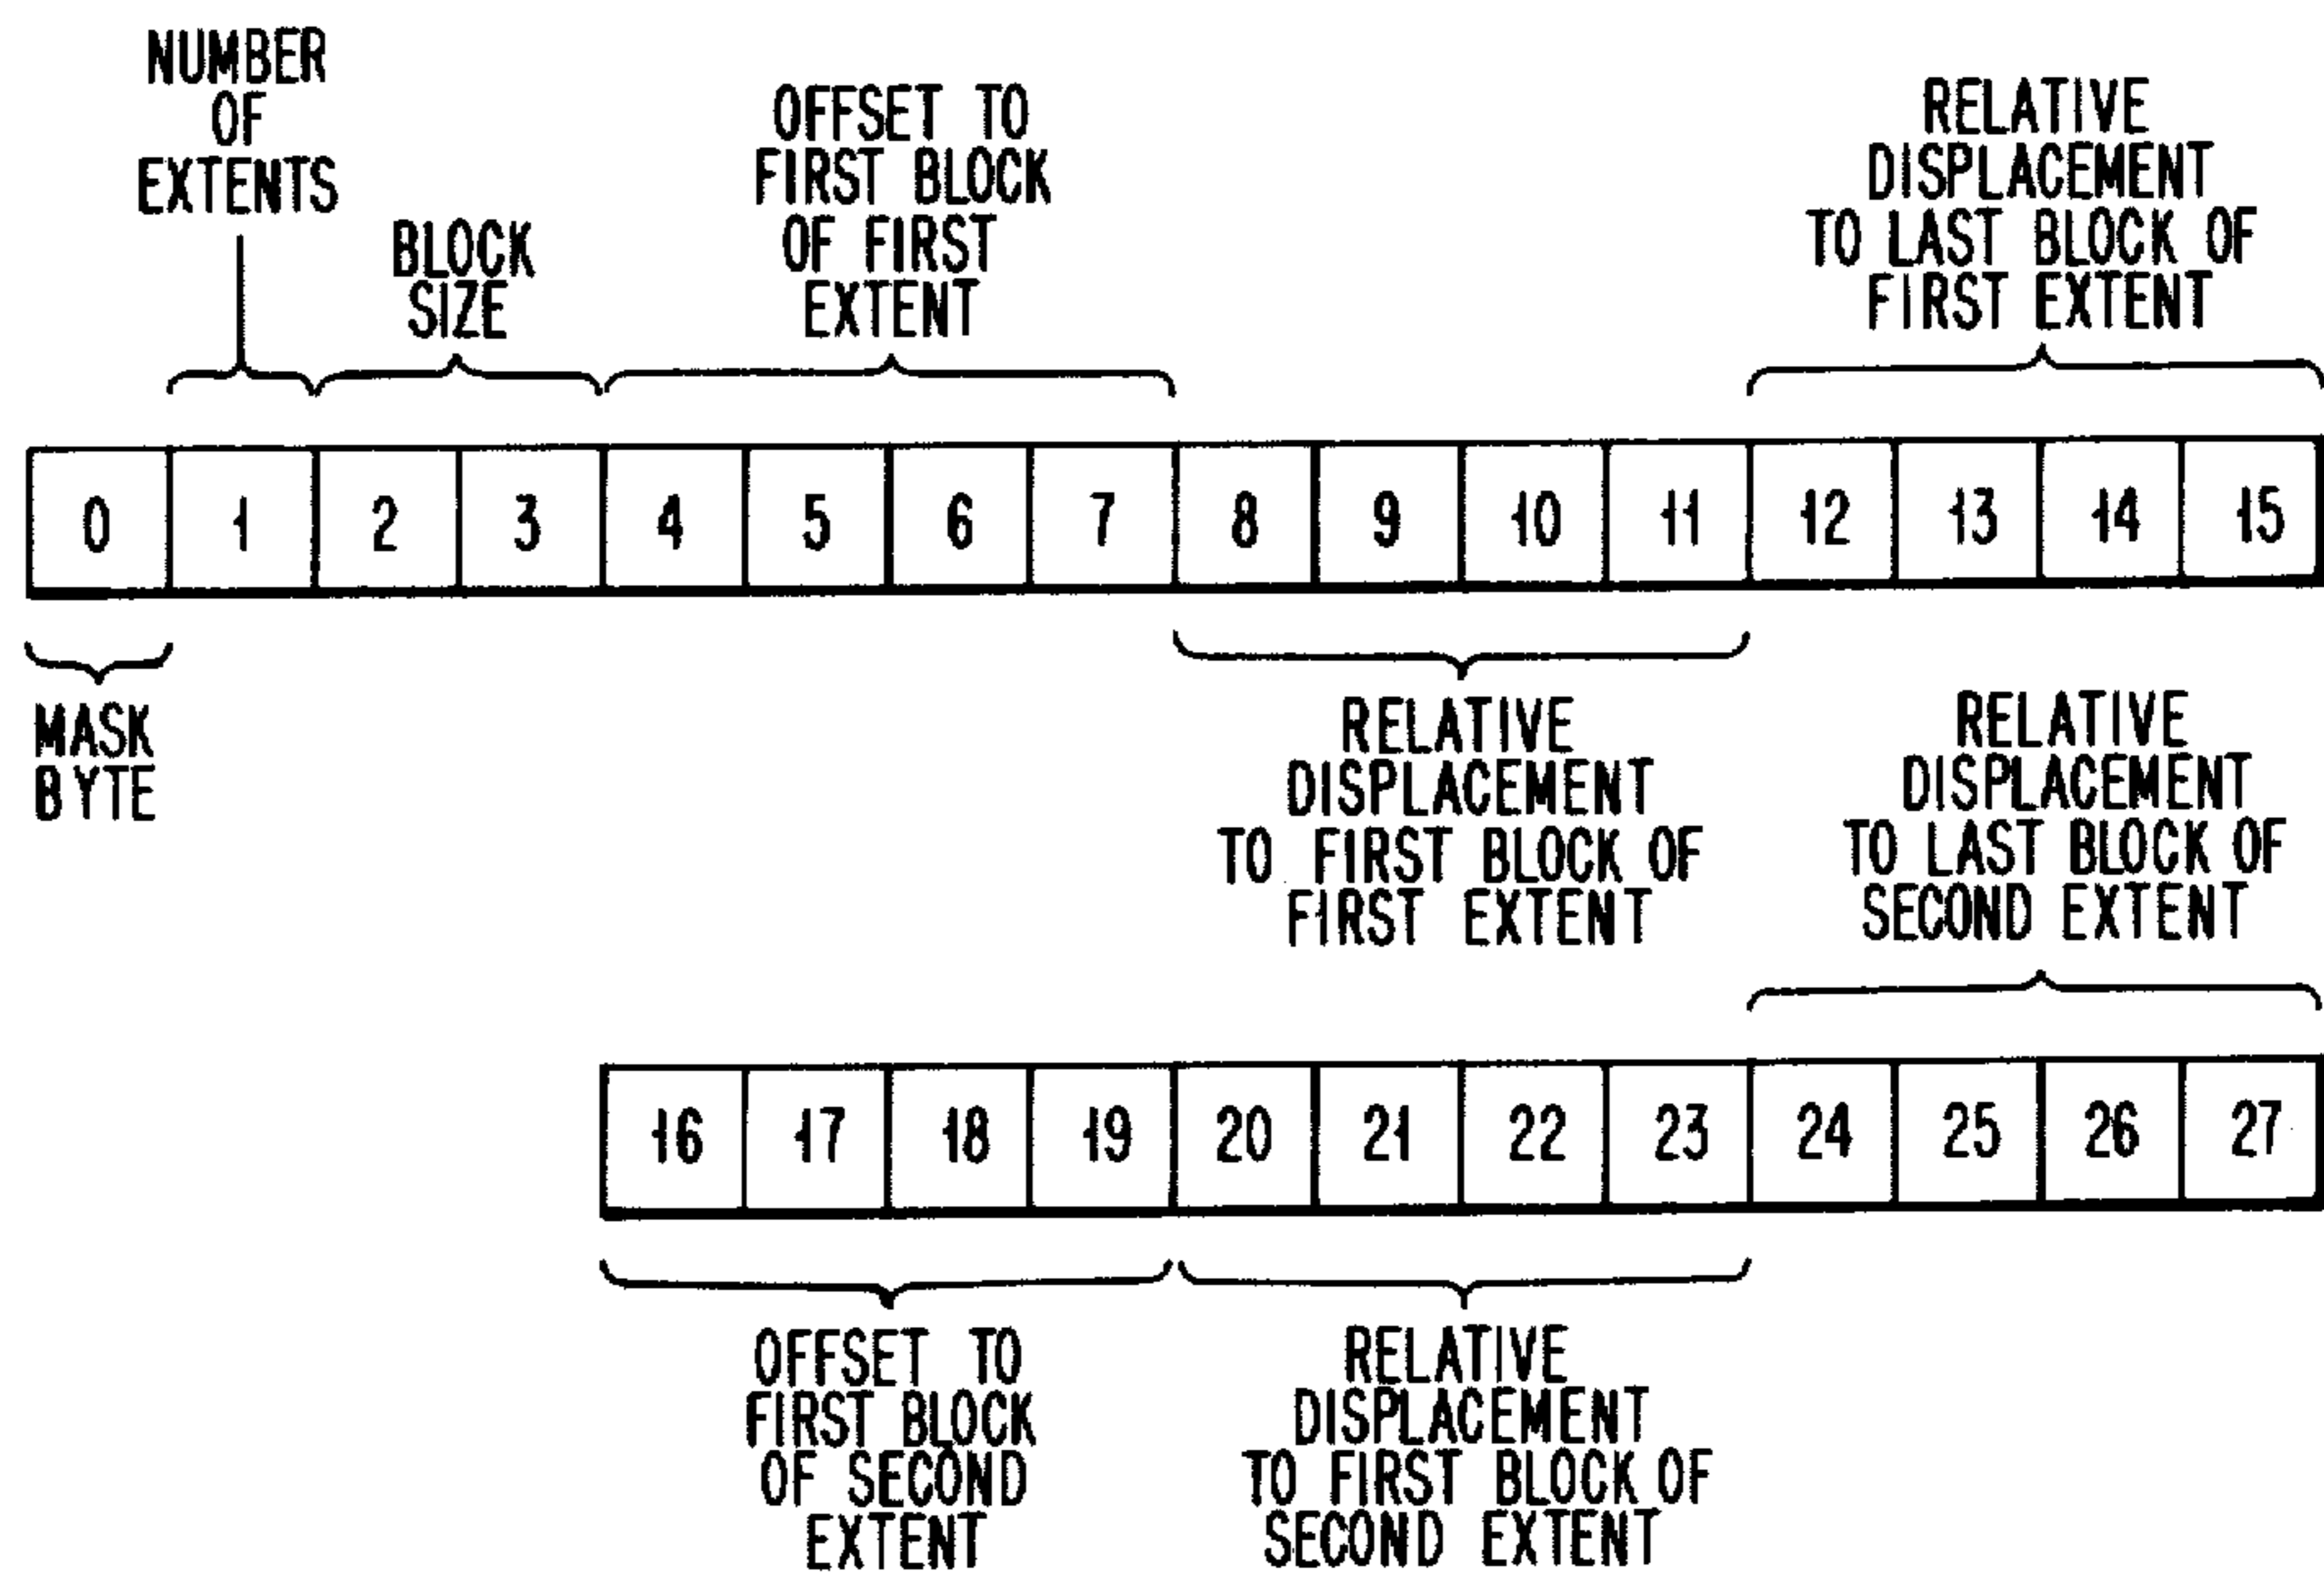 NUMBER
OF
EXTENTS
BLOCK
SIZE
OFFSET TO
FIRST BLOCK
OF FIRST
EXTENT
RELATIVE
DISPLACEMENT
TO LAST BLOCK OF
FIRST EXTENT
0 1 2 3 4 5 6 7 8 9 10 11 12 13 14 15
MASK
BYTE
RELATIVE
DISPLACEMENT
TO FIRST BLOCK OF
FIRST EXTENT
RELATIVE
DISPLACEMENT
TO LAST BLOCK OF
SECOND EXTENT
16 17 18 19 20 21 22 23 24 25 26 27
OFFSET TO
FIRST BLOCK
OF SECOND
EXTENT
RELATIVE
DISPLACEMENT
TO FIRST BLOCK OF
SECOND EXTENT